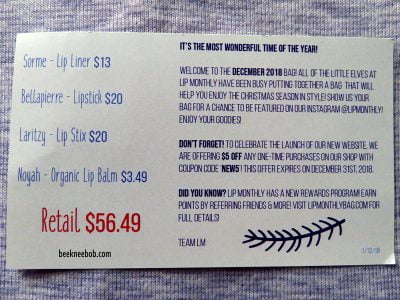 Sorme - Lip Liner $13
Bellapierre - Lipstick $20
Laritzy - Lip Stix $20
Noyah - Organic Lip Balm $3.49
Retail $56.49
beekneebob.com
IT'S THE MOST WONDERFUL TIME OF THE YEAR!
WELCOME TO THE DECEMBER 2018 BAG! ALL OF THE LITTLE ELVES AT
LIP MONTHLY HAVE BEEN BUSY PUTTING TOGETHER A BAG THAT WILL
HELP YOU ENJOY THE CHRISTMAS SEASON IN STYLE! SHOW US YOUR
BAG FOR A CHANCE TO BE FEATURED ON OUR INSTAGRAM @LIPMONTHLY!
ENJOY YOUR GOODIES!
DON'T FORGET! TO CELEBRATE THE LAUNCH OF OUR NEW WEBSITE, WE
ARE OFFERING $5 OFF ANY ONE-TIME PURCHASES ON OUR SHOP WITH
COUPON CODE 'NEW5'! THIS OFFER EXPIRES ON DECEMBER 31ST, 2018.
DID YOU KNOW? LIP MONTHLY HAS A NEW REWARDS PROGRAM! EARN
POINTS BY REFERRING FRIENDS & MORE! VISIT LIPMONTHLYBAG.COM FOR
FULL DETAILS!
TEAM LM